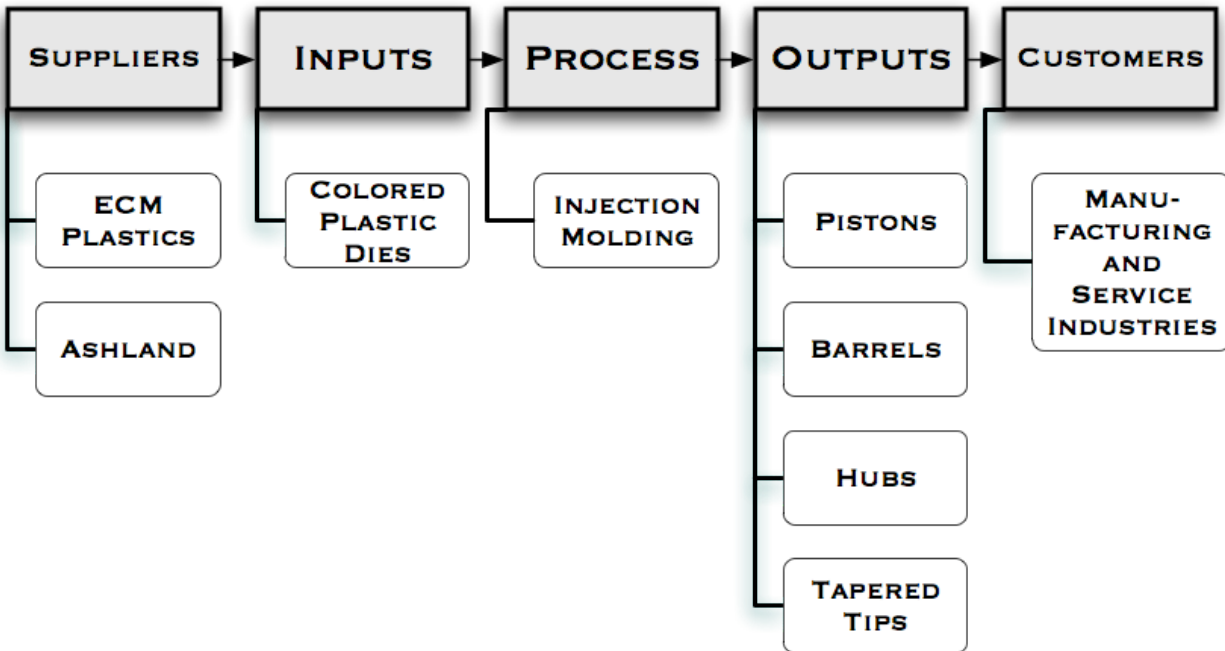 Suppliers
Inputs
Process
Outputs
Customers
ECM
Plastics
Ashland
Colored
Plastic
Dies
Injection
Molding
Pistons
Barrels
Hubs
Tapered
Tips
Manu-
facturing
and
Service
Industries